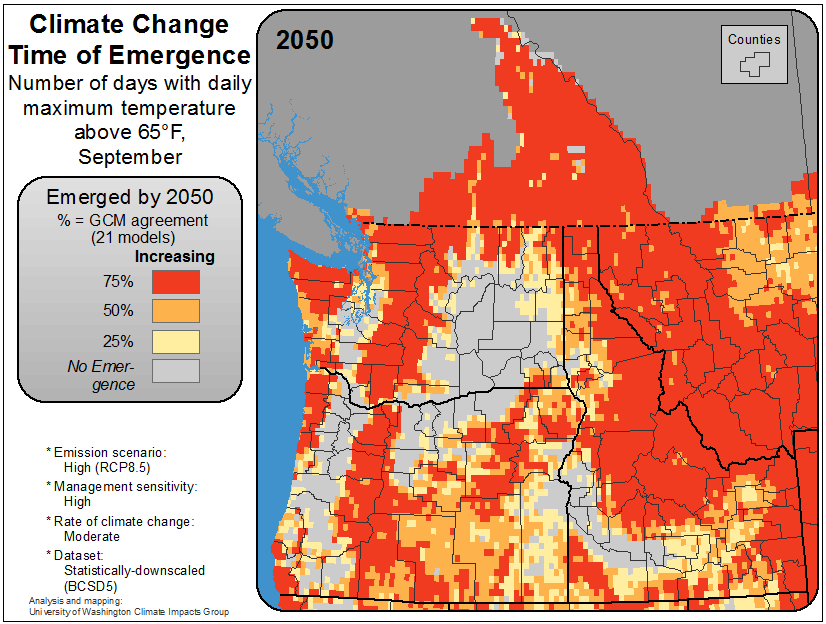 Climate Change
Time of Emergence
Number of days with daily
maximum temperature
above 65°F,
September
Emerged by 2050
% = GCM agreement
(21 models)
Increasing
75%
50%
25%
No Emer-
gence
* Emission scenario:
High (RCP8.5)
* Management sensitivity:
High
* Rate of climate change:
Moderate
* Dataset:
Statistically-downscaled
(BCSD5)
Analysis and mapping:
University of Washington Climate Impacts Group
2050
Counties